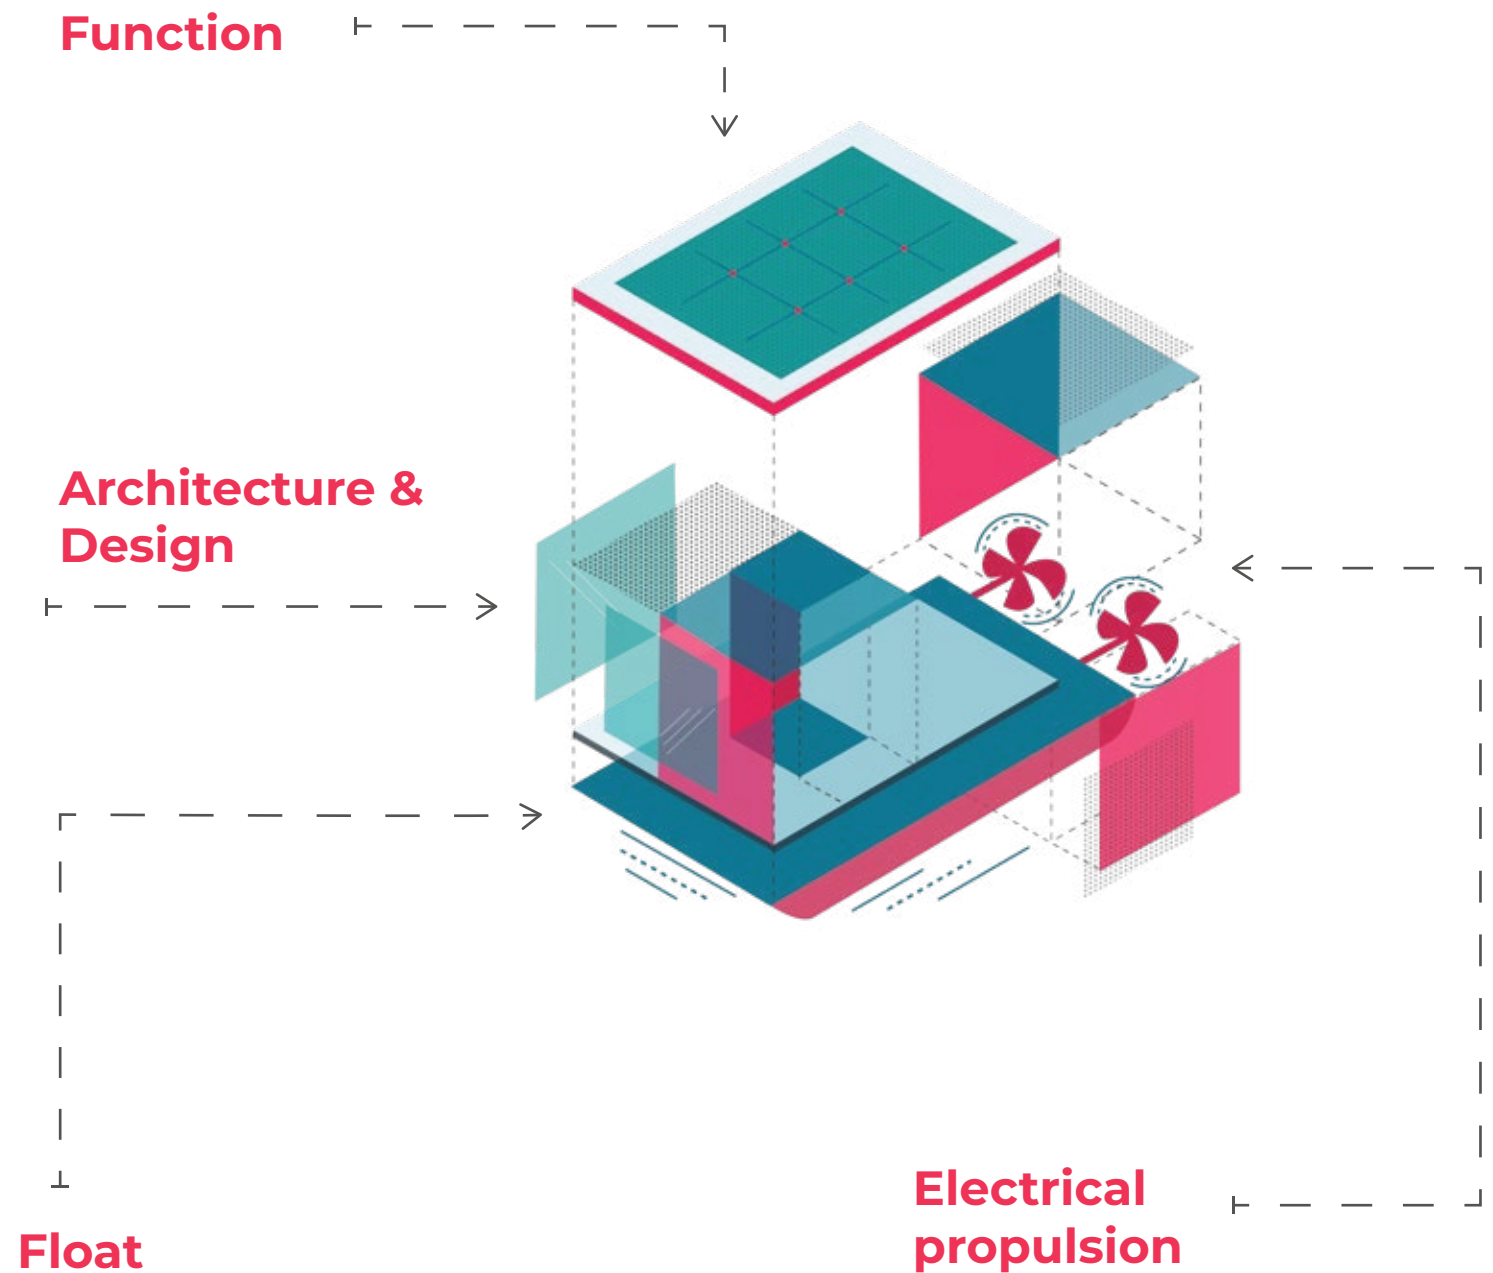 Function
Architecture &
Design
Float
Electrical
propulsion